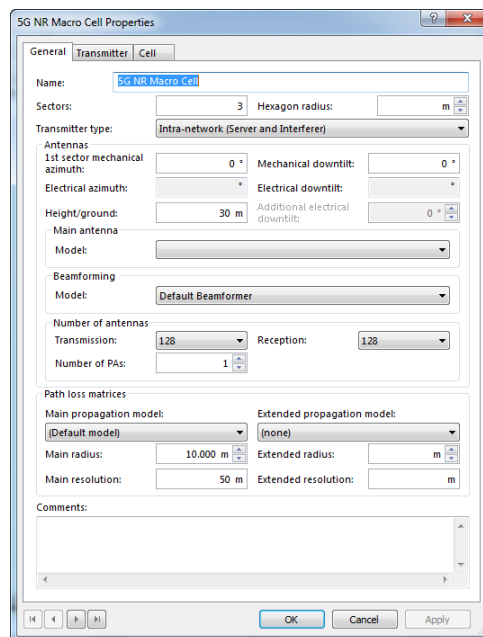 5G NR Macro Cell Properties
General Transmitter Cell
Name: 5G NR Macro Cell
Sectors: 3 Hexagon radius: m
Transmitter type: Intra-network (Server and Interferer)
Antennas
1st sector mechanical azimuth: 0 ° Mechanical downtilt: 0 °
Electrical azimuth: ° Electrical downtilt: °
Height/ground: 30 m Additional electrical downtilt: 0 °
Main antenna
Model:
Beamforming
Model: Default Beamformer
Number of antennas
Transmission: 128 Reception: 128
Number of PAs: 1
Path loss matrices
Main propagation model: Extended propagation model:
(Default model) (none)
Main radius: 10.000 m Extended radius: m
Main resolution: 50 m Extended resolution: m
Comments:
OK Cancel Apply